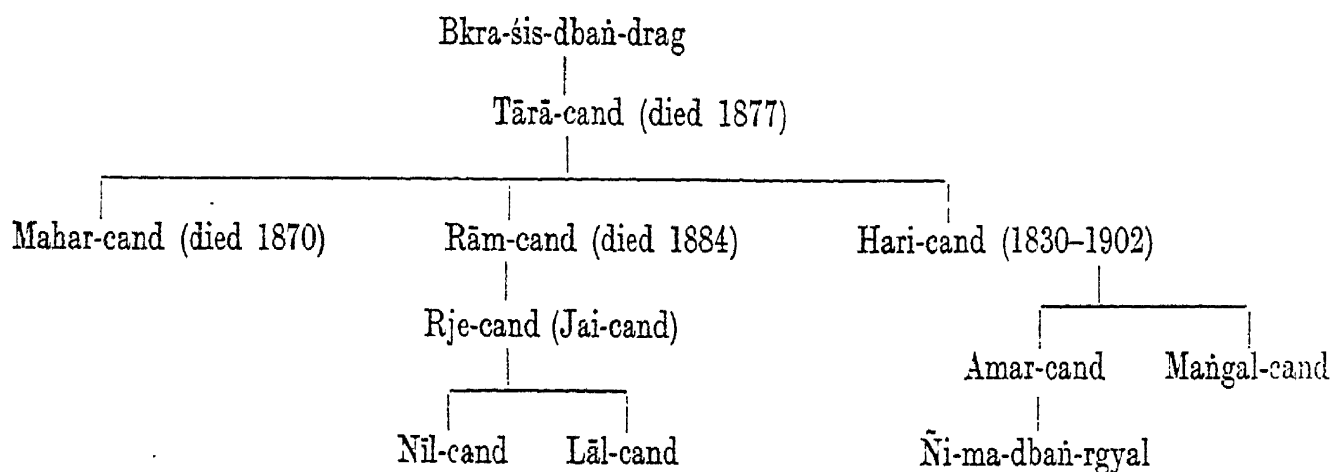 Bkra-śis-dbaṅ-drag
Tārā-cand (died 1877)
Mahar-cand (died 1870) Rām-cand (died 1884) Hari-cand (1830–1902)
Rje-cand (Jai-cand)
Amar-cand Maṅgal-cand
Nīl-cand Lāl-cand Ñi-ma-dbaṅ-rgyal